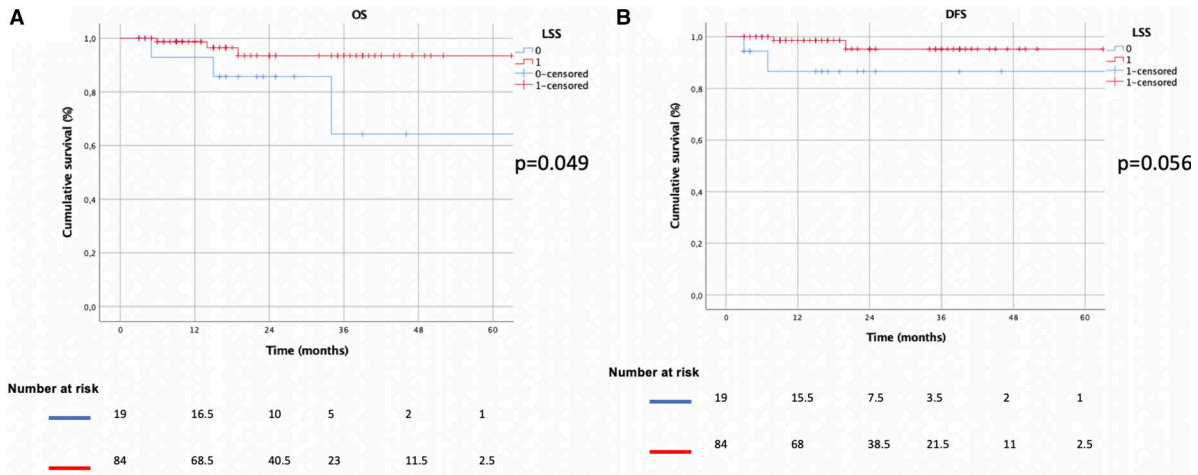 A
OS
LSS
0
1
0-censored
1-censored
p=0.049
Cumulative survival (%)
1,0
0,8
0,6
0,4
0,2
0,0
0 12 24 36 48 60
Time (months)
Number at risk
19 16.5 10 5 2 1
84 68.5 40.5 23 11.5 2.5
B
DFS
LSS
0
1
1-censored
1-censored
p=0.056
Cumulative survival (%)
1,0
0,8
0,6
0,4
0,2
0,0
0 12 24 36 48 60
Time (months)
Number at risk
19 15.5 7.5 3.5 2 1
84 68 38.5 21.5 11 2.5